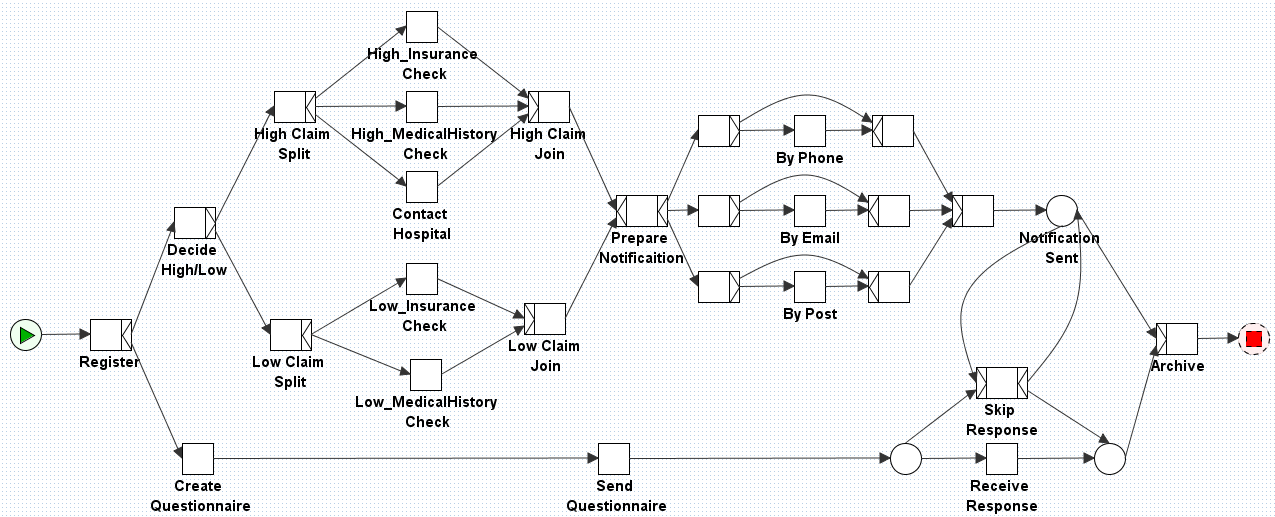 High_Insurance
Check
High Claim
Split
High_MedicalHistory
Check
High Claim
Join
Contact
Hospital
By Phone
Decide
High/Low
Prepare
Notificaition
By Email
Notification
Sent
Low_Insurance
Check
By Post
Register
Low Claim
Split
Low Claim
Join
Low_MedicalHistory
Check
Archive
Skip
Response
Create
Questionnaire
Send
Questionnaire
Receive
Response